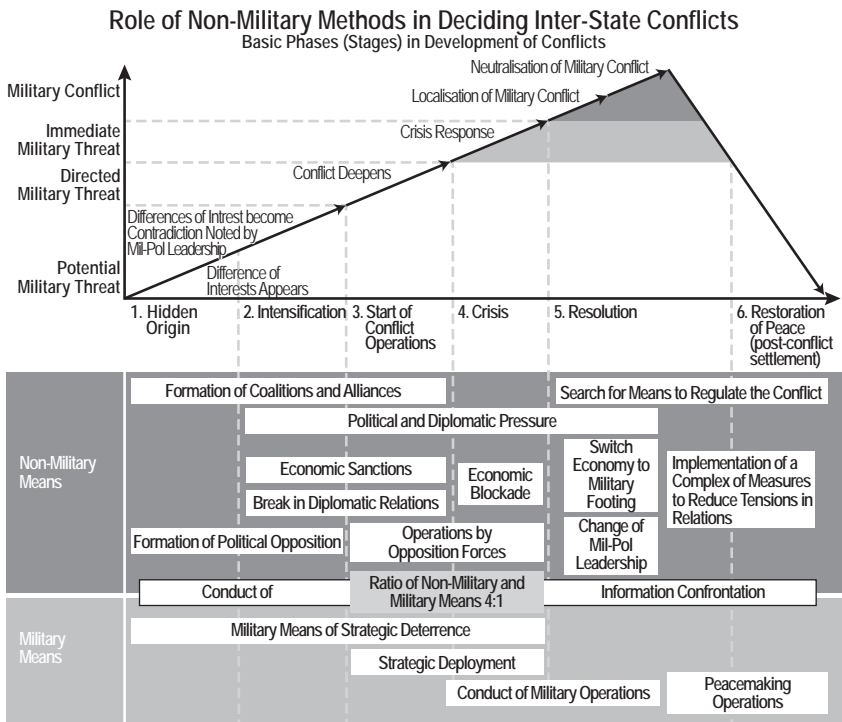 Role of Non-Military Methods in Deciding Inter-State Conflicts
Basic Phases (Stages) in Development of Conflicts
Neutralisation of Military Conflict
Military Conflict
Localisation of Military Conflict
Immediate
Military Threat
Crisis Response
Directed
Military Threat
Conflict Deepens
Differences of Intrest become
Contradiction Noted by
Mil-Pol Leadership
Potential
Military Threat
Difference of
Interests Appears
1. Hidden
Origin
2. Intensification
3. Start of
Conflict
Operations
4. Crisis
5. Resolution
6. Restoration
of Peace
(post-conflict
settlement)
Non-Military
Means
Formation of Coalitions and Alliances
Search for Means to Regulate the Conflict
Political and Diplomatic Pressure
Economic Sanctions
Break in Diplomatic Relations
Economic
Blockade
Switch
Economy to
Military
Footing
Implementation of a
Complex of Measures
to Reduce Tensions in
Relations
Formation of Political Opposition
Operations by
Opposition Forces
Change of
Mil-Pol
Leadership
Conduct of
Ratio of Non-Military and
Military Means 4:1
Information Confrontation
Military
Means
Military Means of Strategic Deterrence
Strategic Deployment
Conduct of Military Operations
Peacemaking
Operations